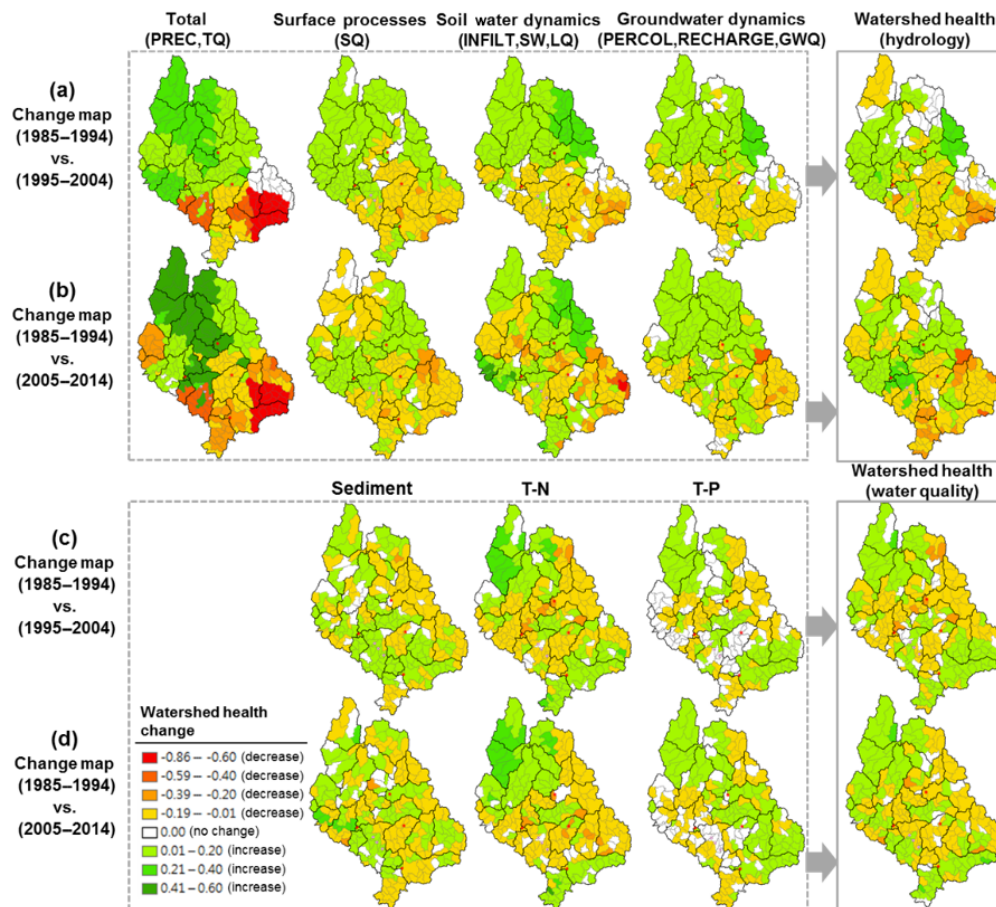 Total
(PREC,TQ)
Surface processes
(SQ)
Soil water dynamics
(INFILT,SW,LQ)
Groundwater dynamics
(PERCOL,RECHARGE,GWQ)
Watershed health
(hydrology)
(a)
Change map
(1985–1994)
vs.
(1995–2004)
(b)
Change map
(1985–1994)
vs.
(2005–2014)
Sediment
T-N
T-P
Watershed health
(water quality)
(c)
Change map
(1985–1994)
vs.
(1995–2004)
(d)
Change map
(1985–1994)
vs.
(2005–2014)
Watershed health
change
-0.86 – -0.60 (decrease)
-0.59 – -0.40 (decrease)
-0.39 – -0.20 (decrease)
-0.19 – -0.01 (decrease)
0.00 (no change)
0.01 – 0.20 (increase)
0.21 – 0.40 (increase)
0.41 – 0.60 (increase)